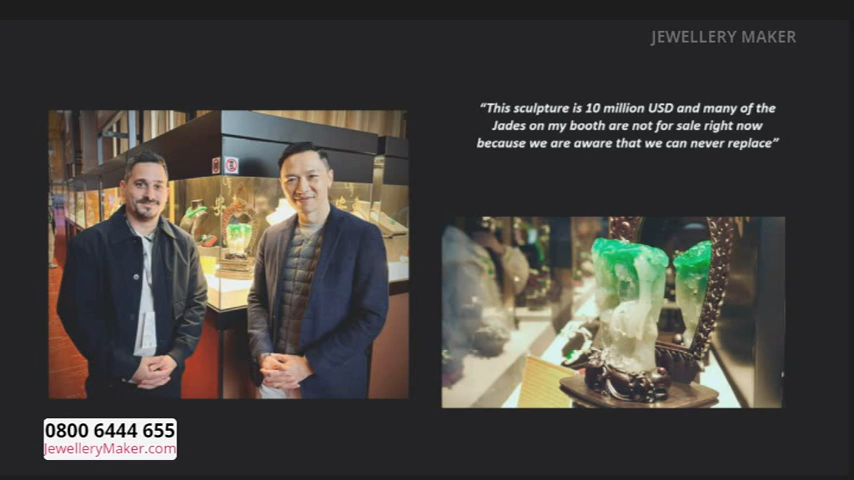 JEWELLERY MAKER
“This sculpture is 10 million USD and many of the
Jades on my booth are not for sale right now
because we are aware that we can never replace”
0800 6444 655
JewelleryMaker.com